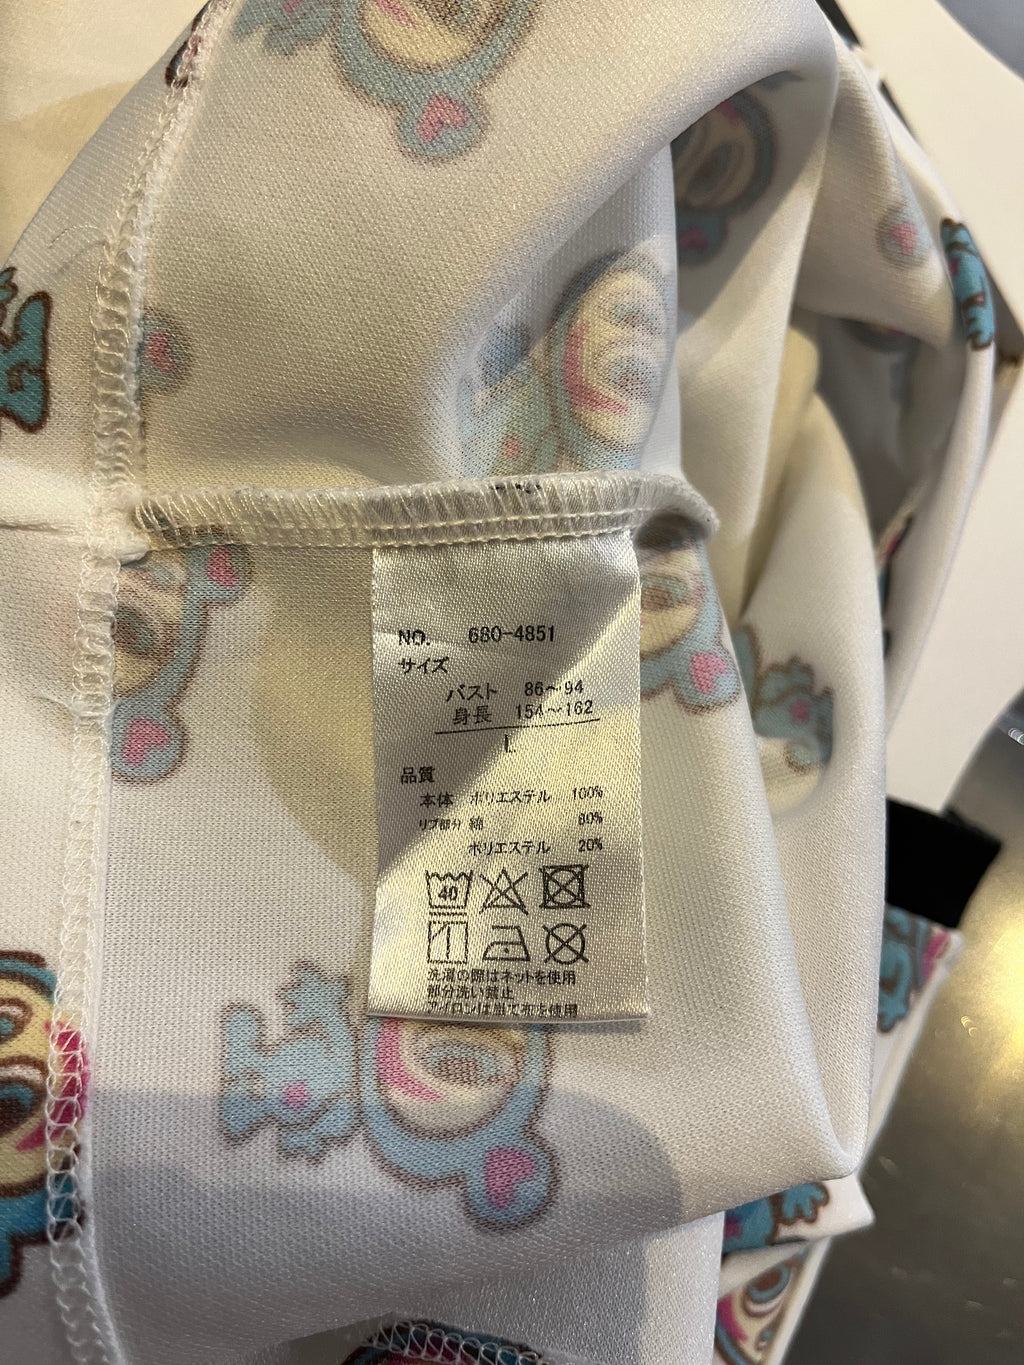 NO. 680-4851
サイズ
バスト 86～94
身長 154～162
L
品質
本体 ポリエステル 100%
リブ部分 綿 80%
ポリエステル 20%
40
洗濯の際はネットを使用
部分洗い禁止
アイロンは当て布を使用